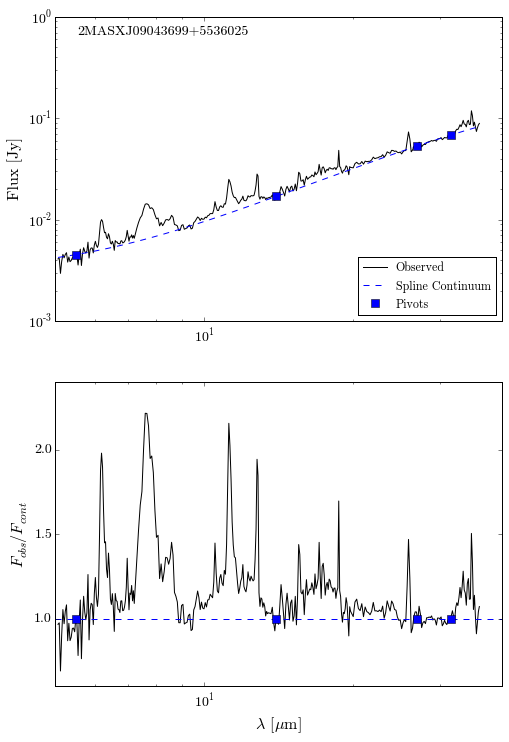 10^0
2MASXJ09043699+5536025
10^-1
Flux [Jy]
10^-2
Observed
Spline Continuum
Pivots
10^-3
10^1
2.0
1.5
F_obs/F_cont
1.0
10^1
λ [μm]